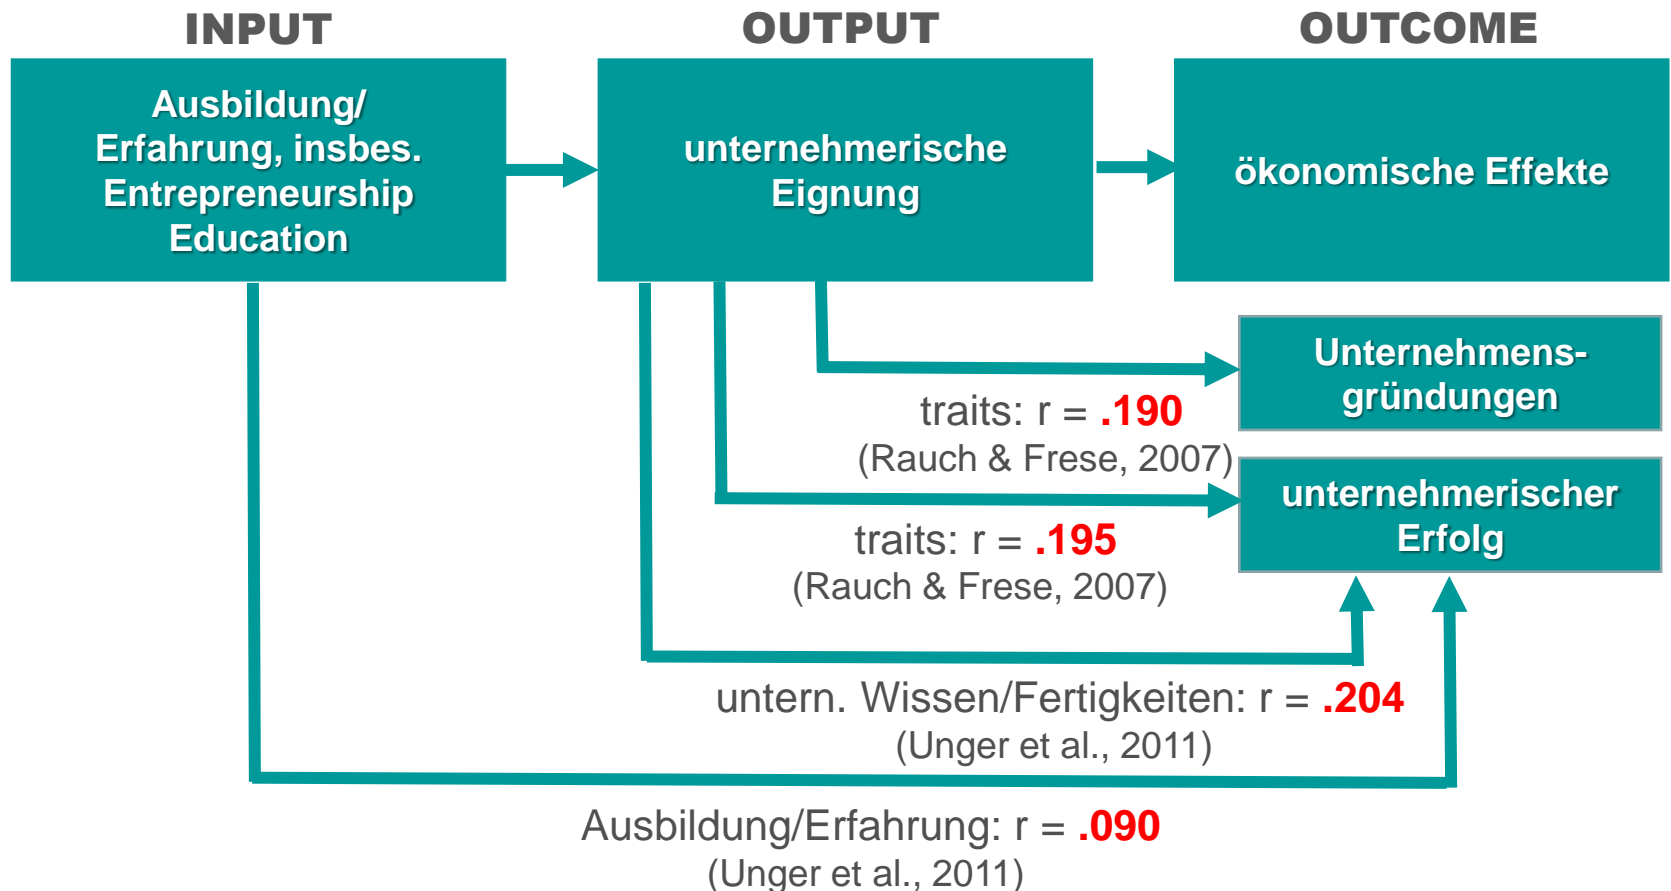 INPUT
OUTPUT
OUTCOME
Ausbildung/
Erfahrung, insbes.
Entrepreneurship
Education
unternehmerische
Eignung
ökonomische Effekte
Unternehmens-
gründungen
traits: r = .190
(Rauch & Frese, 2007)
unternehmerischer
Erfolg
traits: r = .195
(Rauch & Frese, 2007)
untern. Wissen/Fertigkeiten: r = .204
(Unger et al., 2011)
Ausbildung/Erfahrung: r = .090
(Unger et al., 2011)